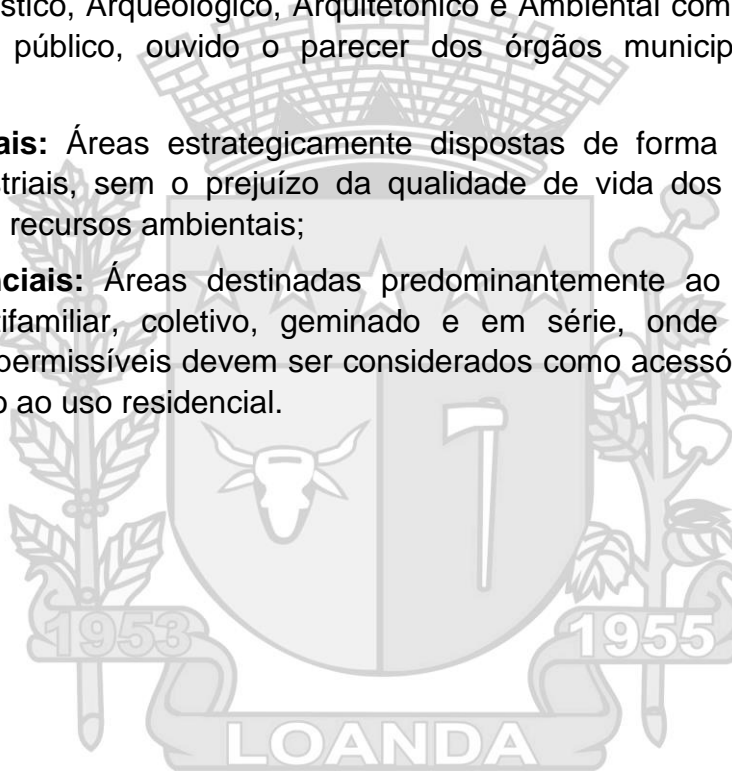 stico, Arqueológico, Arquitetônico e Ambiental com
público, ouvido o parecer dos órgãos municip
ais: Áreas estrategicamente dispostas de forma
striais, sem o prejuízo da qualidade de vida dos
recursos ambientais;
ciais: Áreas destinadas predominantemente ao
tifamiliar, coletivo, geminado e em série, onde
permissíveis devem ser considerados como acessó
o ao uso residencial.
1953
1955
LOANDA